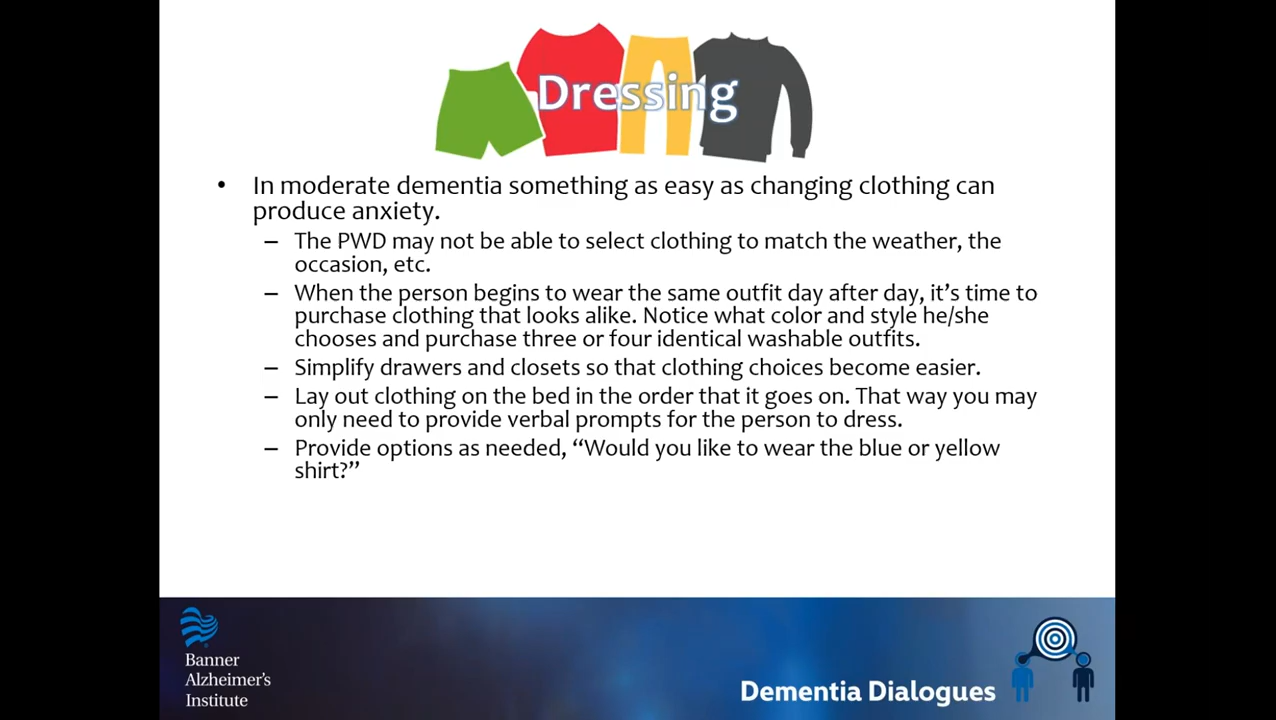 Dressing
• In moderate dementia something as easy as changing clothing can
produce anxiety.
– The PWD may not be able to select clothing to match the weather, the
occasion, etc.
– When the person begins to wear the same outfit day after day, it’s time to
purchase clothing that looks alike. Notice what color and style he/she
chooses and purchase three or four identical washable outfits.
– Simplify drawers and closets so that clothing choices become easier.
– Lay out clothing on the bed in the order that it goes on. That way you may
only need to provide verbal prompts for the person to dress.
– Provide options as needed, “Would you like to wear the blue or yellow
shirt?”
Banner
Alzheimer’s
Institute
Dementia Dialogues